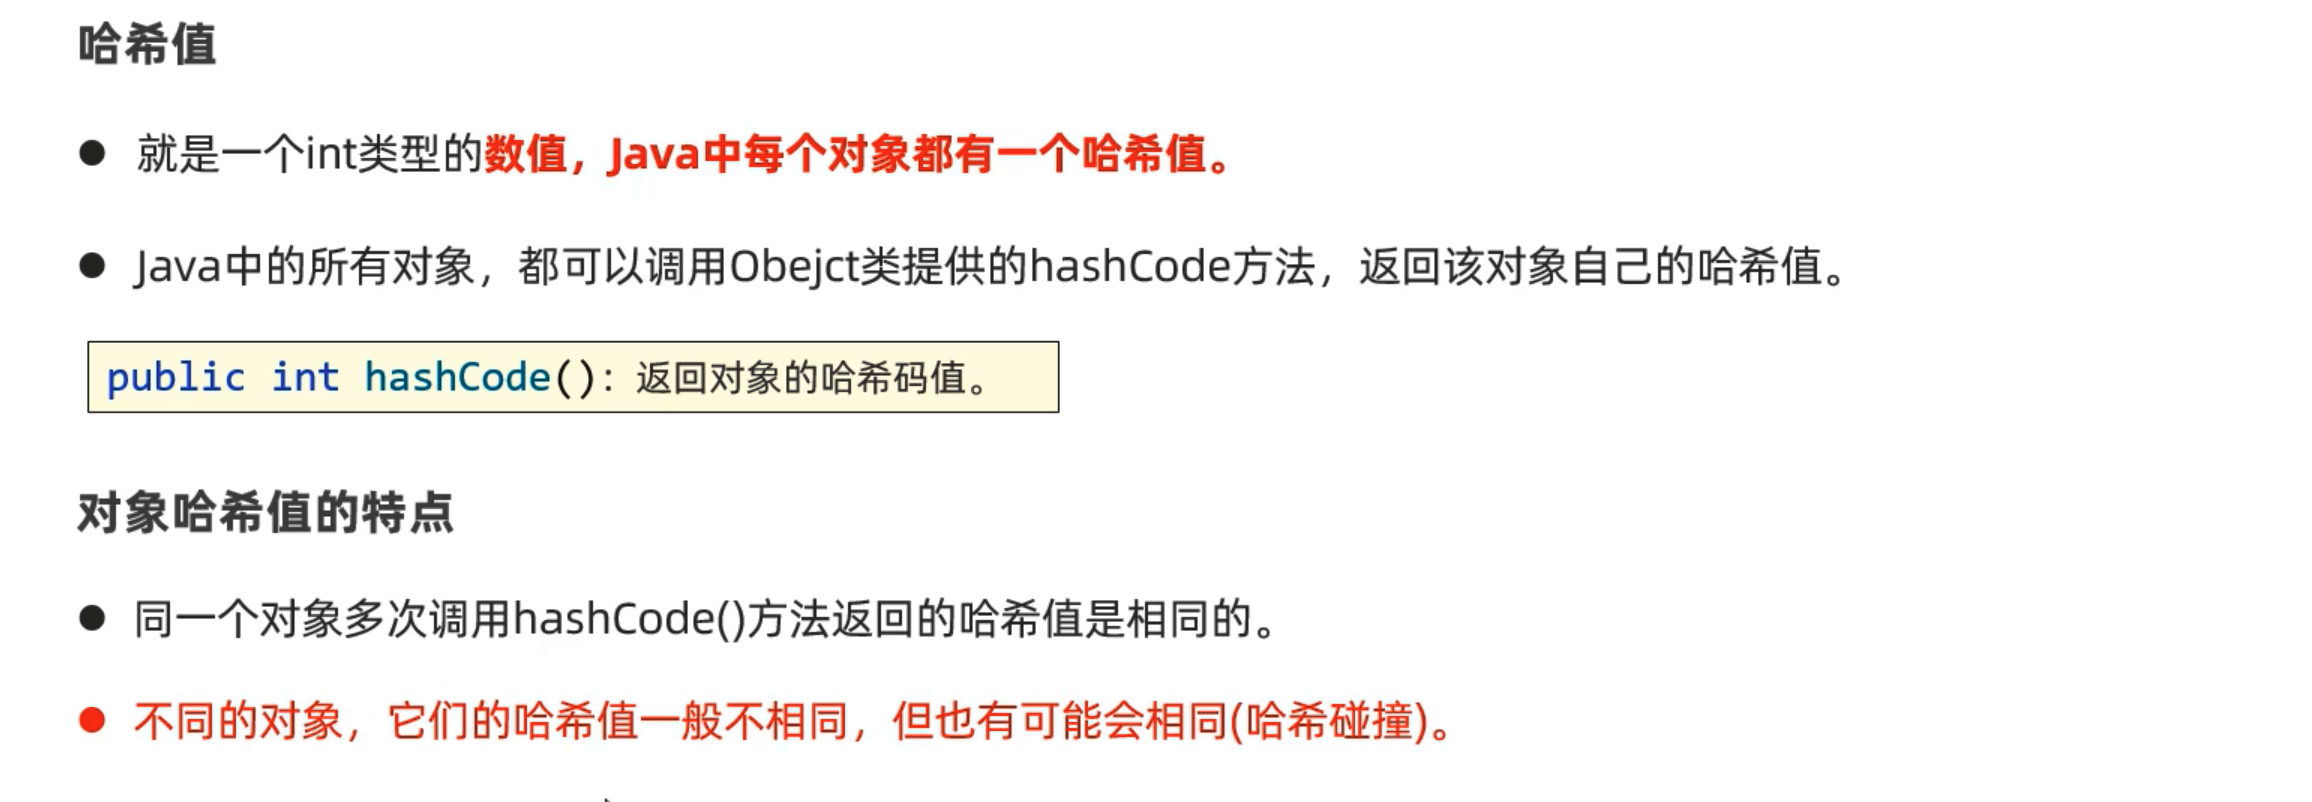 哈希值
就是一个int类型的数值，Java中每个对象都有一个哈希值。
Java中的所有对象，都可以调用Obejct类提供的hashCode方法，返回该对象自己的哈希值。
public int hashCode()：返回对象的哈希码值。
对象哈希值的特点
同一个对象多次调用hashCode()方法返回的哈希值是相同的。
不同的对象，它们的哈希值一般不相同，但也有可能会相同(哈希碰撞)。